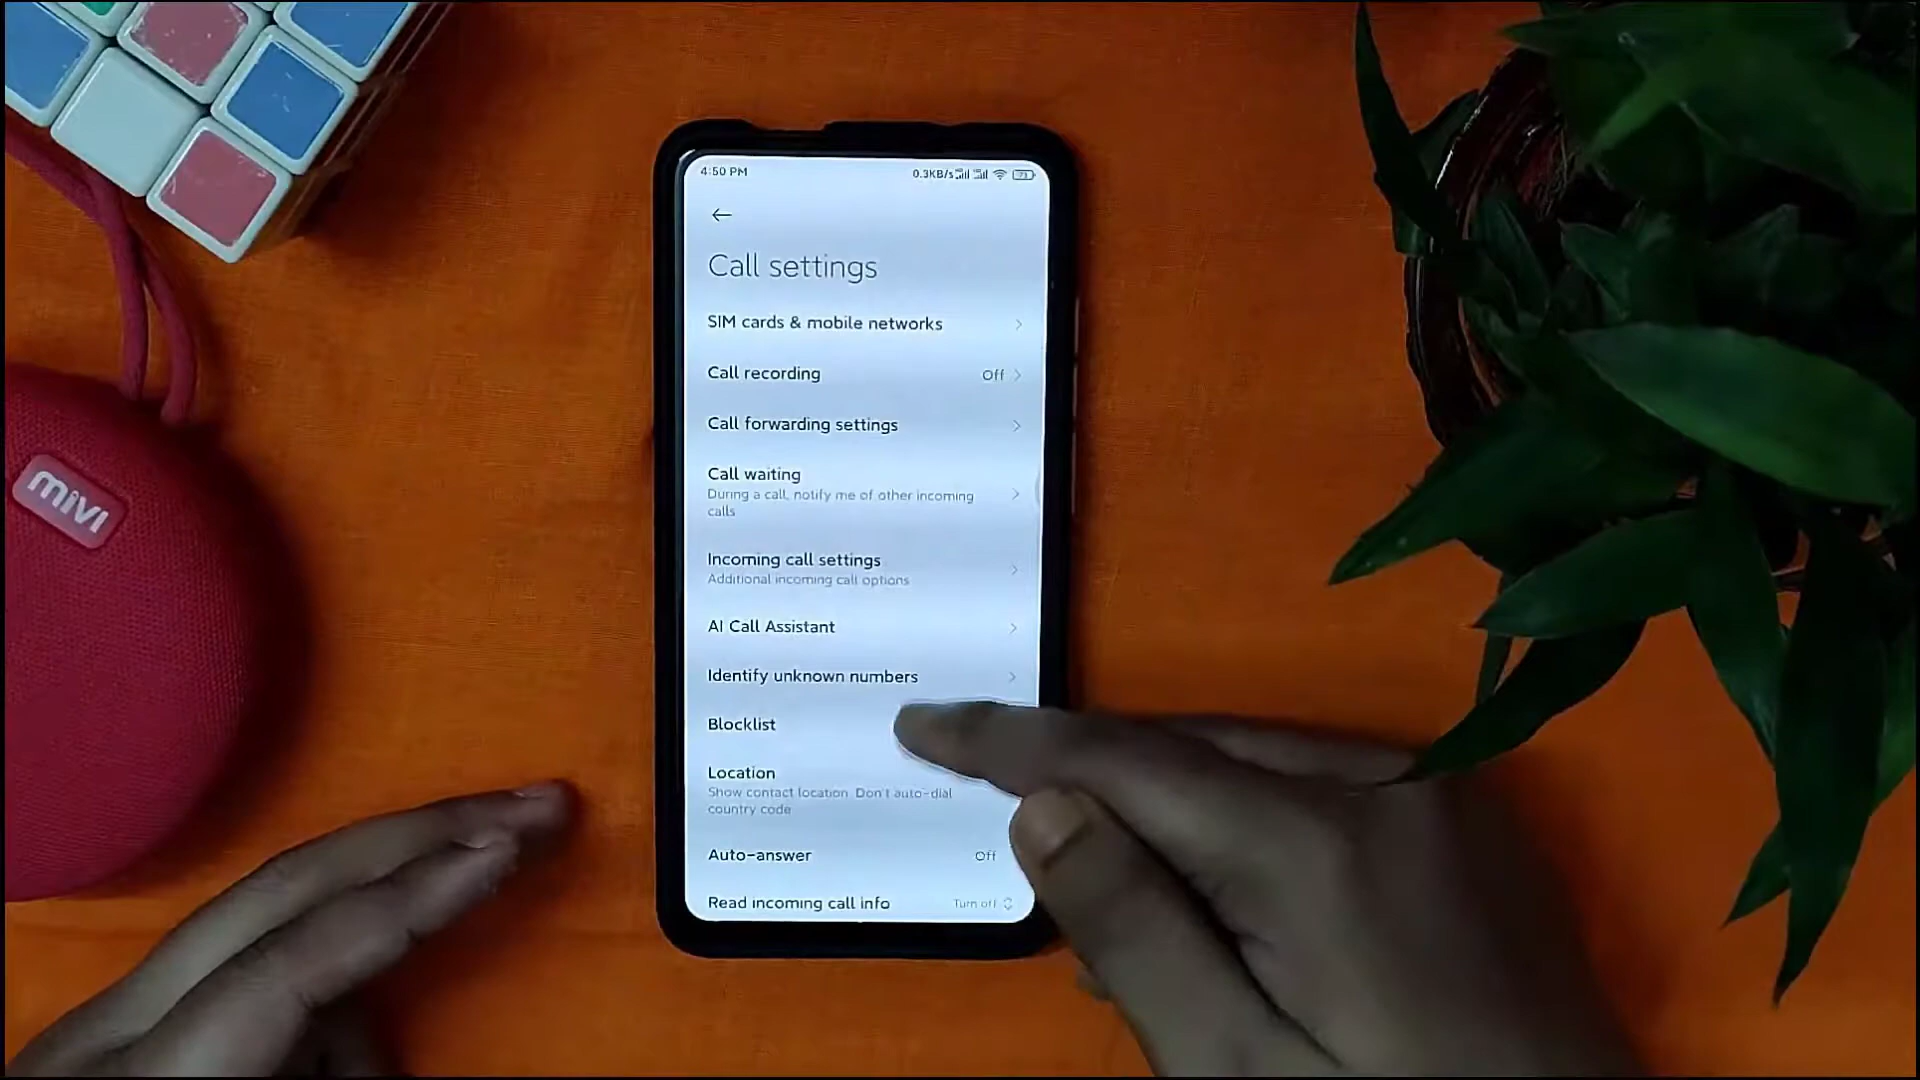 mivi
4:50 PM
0.3KB/s
73
Call settings
SIM cards & mobile networks
Call recording
Off
Call forwarding settings
Call waiting
During a call, notify me of other incoming
calls
Incoming call settings
Additional incoming call options
AI Call Assistant
Identify unknown numbers
Blocklist
Location
Show contact location. Don't auto-dial
country code
Auto-answer
Off
Read incoming call info
Turn off